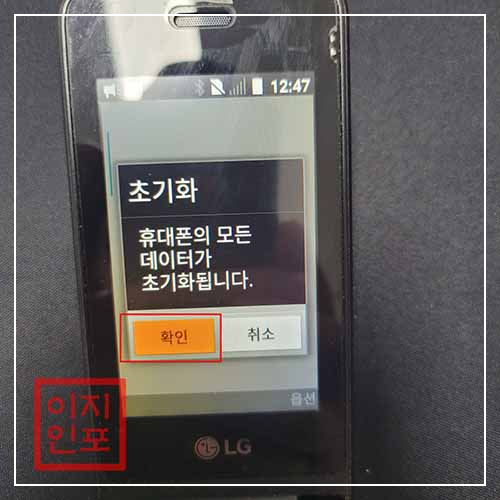 12:47
초기화
휴대폰의 모든
데이터가
초기화됩니다.
확인 취소
옵션
이지
인포
LG